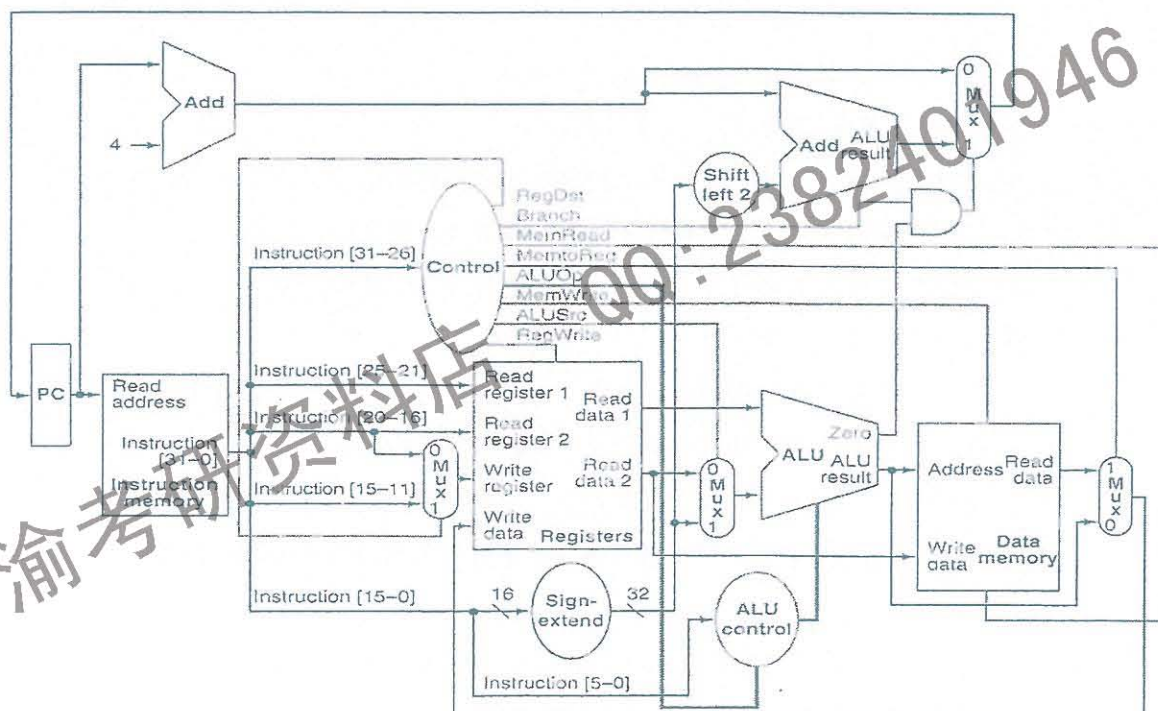 Add
4
0
Mux
1
Add
ALU result
Shift left 2
RegDst
Branch
MemRead
MemtoReg
ALUOp
MemWrite
ALUSrc
RegWrite
Control
Instruction [31–26]
Instruction [25–21]
Instruction [20–16]
Instruction [15–11]
Instruction [15–0]
Instruction [5–0]
PC
Read address
Instruction [31–0]
Instruction memory
0
Mux
1
Read register 1
Read register 2
Write register
Write data
Read data 1
Read data 2
Registers
0
Mux
1
Zero
ALU
ALU result
Address
Read data
Write data
Data memory
1
Mux
0
16
Sign-extend
32
ALU control
渝考研资料店 QQ:2382401946